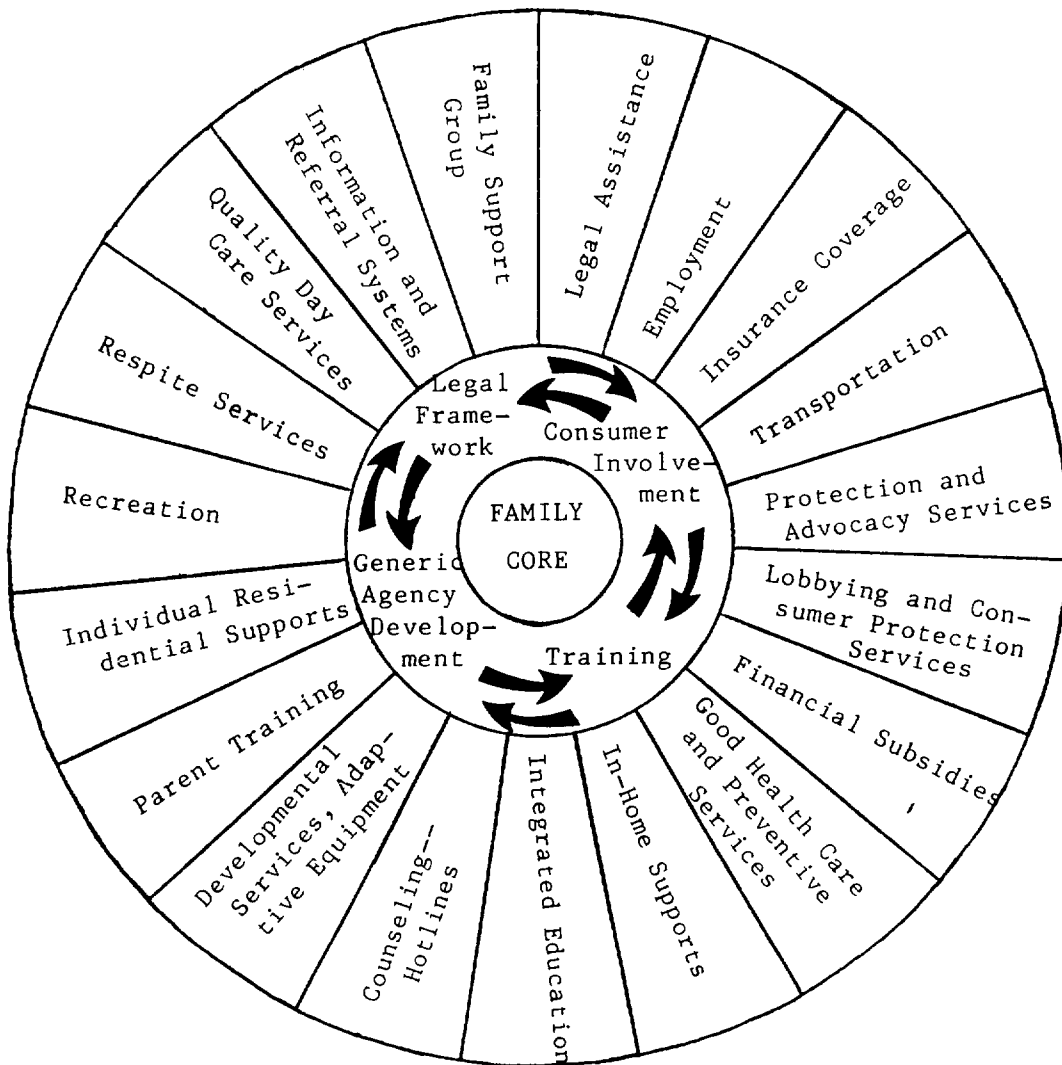 Legal Assistance
Employment
Insurance Coverage
Transportation
Protection and
Advocacy Services
Lobbying and Con-
sumer Protection
Services
Financial Subsidies
Good Health Care
and Preventive
Services
In-Home Supports
Integrated Education
Counseling--
Hotlines
Developmental
Services, Adap-
tive Equipment
Parent Training
Individual Resi-
dential Supports
Recreation
Respite Services
Quality Day
Care Services
Information and
Referral Systems
Family Support
Group
Legal
Frame-
work
Consumer
Involve-
ment
Training
Generic
Agency
Develop-
ment
FAMILY
CORE